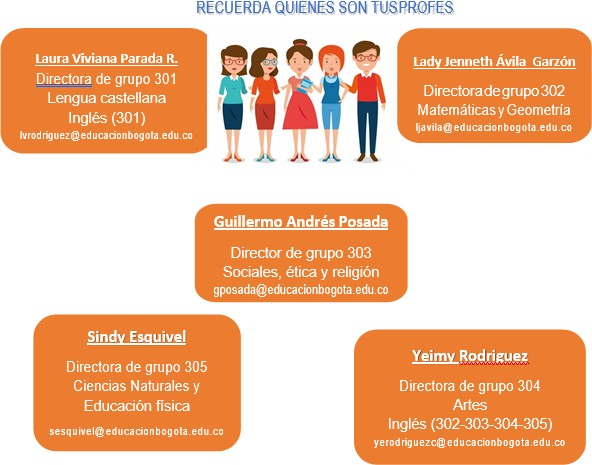 RECUERDA QUIENES SON TUSPROFES
Laura Viviana Parada R.
Directora de grupo 301
Lengua castellana
Inglés (301)
lvrodriguez@educacionbogota.edu.co
Lady Jenneth Ávila Garzón
Directora de grupo 302
Matemáticas y Geometría
ljavila@educacionbogota.edu.co
Guillermo Andrés Posada
Director de grupo 303
Sociales, ética y religión
gposada@educacionbogota.edu.co
Sindy Esquivel
Directora de grupo 305
Ciencias Naturales y
Educación física
sesquivel@educacionbogota.edu.co
Yeimy Rodriguez
Directora de grupo 304
Artes
Inglés (302-303-304-305)
yerodriguezc@educacionbogota.edu.co